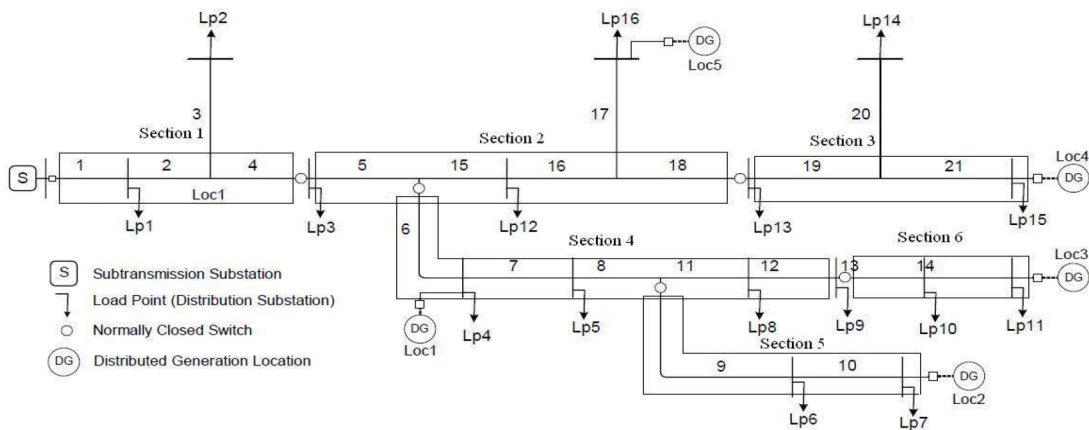 Lp2
Lp16
Lp14
DG
Loc5
3
17
20
Section 1
Section 2
Section 3
Loc4
S
1
2
4
5
15
16
18
19
21
DG
Loc1
Lp1
Lp3
Lp12
Lp13
Lp15
6
Section 4
Section 6
Loc3
7
8
11
12
13
14
DG
S Subtransmission Substation
Load Point (Distribution Substation)
Normally Closed Switch
DG Distributed Generation Location
DG
Loc1
Lp4
Lp5
Lp8
Lp9
Lp10
Lp11
Section 5
9
10
DG
Loc2
Lp6
Lp7